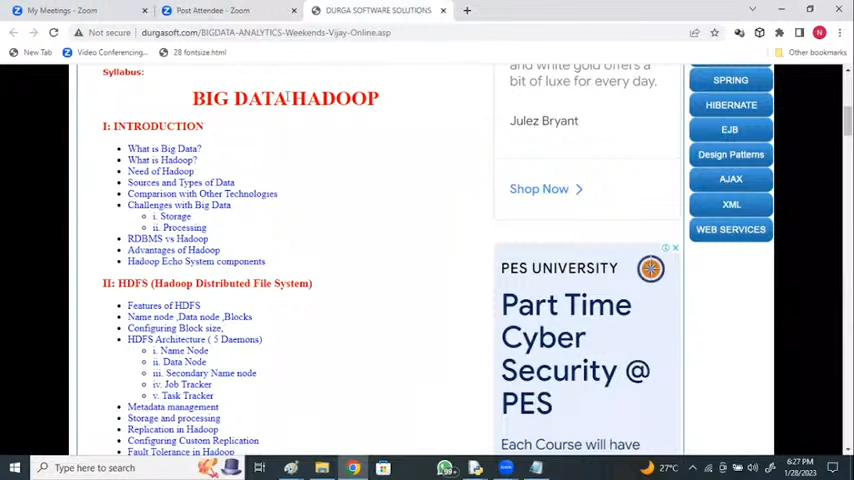 My Meetings - Zoom
Post Attendee - Zoom
DURGA SOFTWARE SOLUTIONS
Not secure
durgasoft.com/BIGDATA-ANALYTICS-Weekends-Vijay-Online.asp
N
New Tab
Video Conferencing,...
28 fontsize.html
Other bookmarks
Syllabus:
BIG DATA HADOOP
I: INTRODUCTION
What is Big Data?
What is Hadoop?
Need of Hadoop
Sources and Types of Data
Comparison with Other Technologies
Challenges with Big Data
i. Storage
ii. Processing
RDBMS vs Hadoop
Advantages of Hadoop
Hadoop Echo System components
II: HDFS (Hadoop Distributed File System)
Features of HDFS
Name node ,Data node ,Blocks
Configuring Block size,
HDFS Architecture ( 5 Daemons)
i. Name Node
ii. Data Node
iii. Secondary Name node
iv. Job Tracker
v. Task Tracker
Metadata management
Storage and processing
Replication in Hadoop
Configuring Custom Replication
Fault Tolerance in Hadoop
and white gold offers a
bit of luxe for every day.
Julez Bryant
Shop Now
PES UNIVERSITY
Part Time
Cyber
Security @
PES
Each Course will have
SPRING
HIBERNATE
EJB
Design Patterns
AJAX
XML
WEB SERVICES
Type here to search
99+
27°C
6:27 PM
1/28/2023